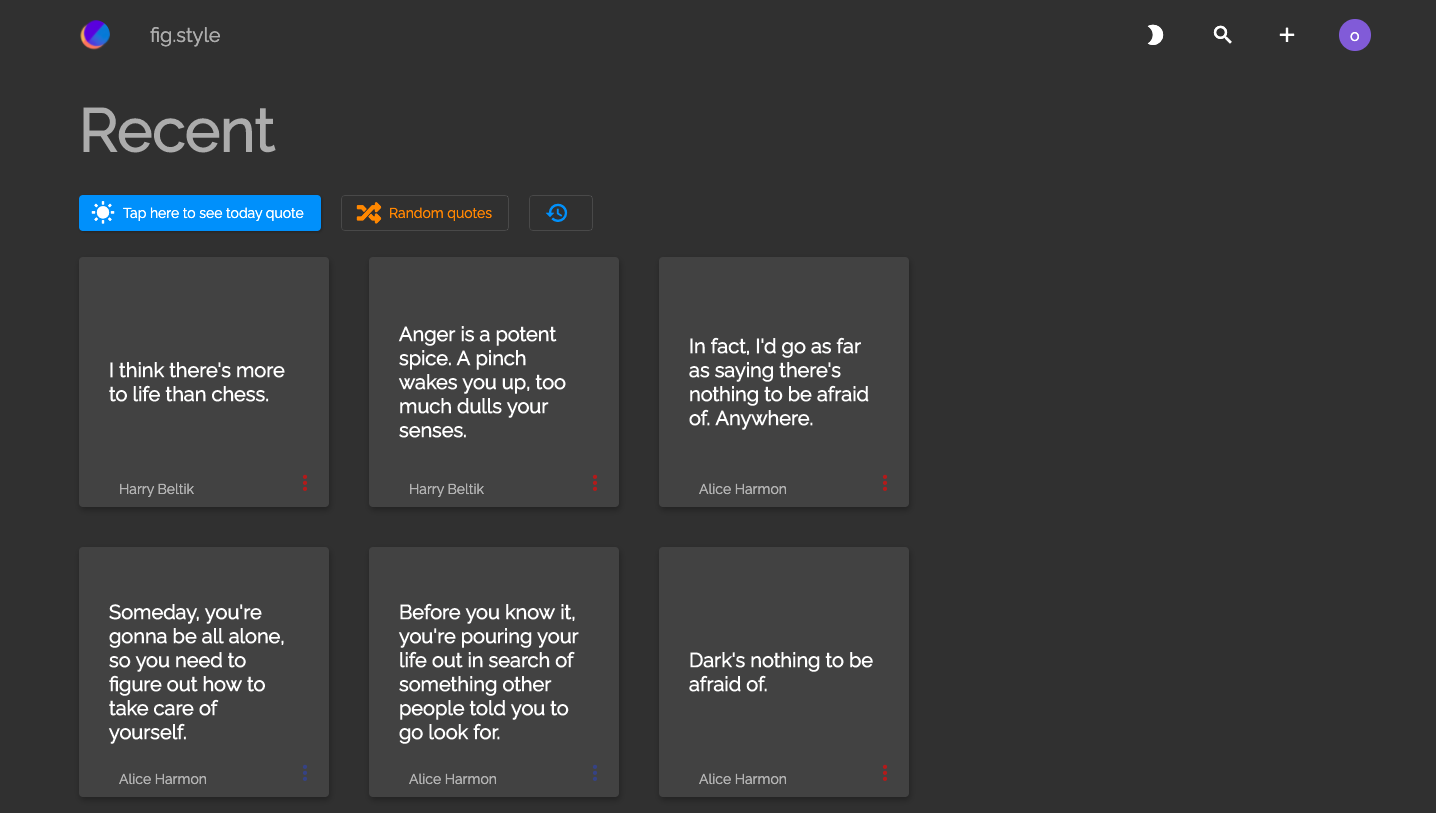 fig.style
o
Recent
Tap here to see today quote
Random quotes
I think there's more
to life than chess.
Harry Beltik
Anger is a potent
spice. A pinch
wakes you up, too
much dulls your
senses.
Harry Beltik
In fact, I'd go as far
as saying there's
nothing to be afraid
of. Anywhere.
Alice Harmon
Someday, you're
gonna be all alone,
so you need to
figure out how to
take care of
yourself.
Alice Harmon
Before you know it,
you're pouring your
life out in search of
something other
people told you to
go look for.
Alice Harmon
Dark's nothing to be
afraid of.
Alice Harmon